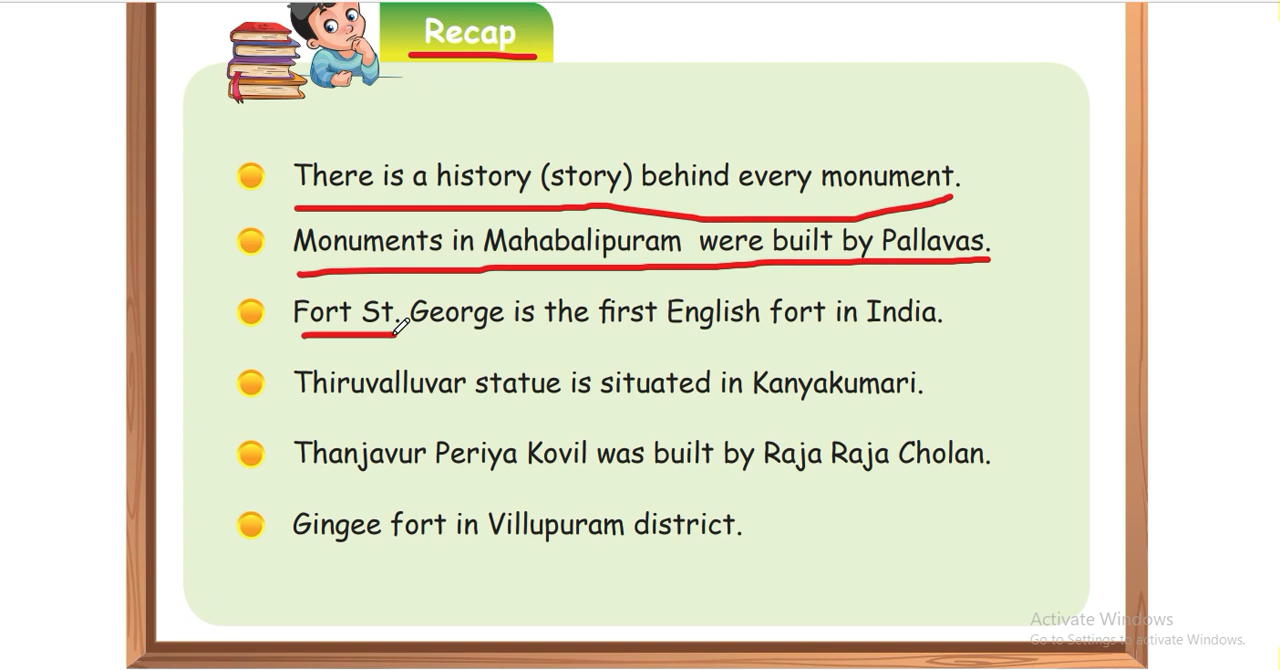 Recap
There is a history (story) behind every monument.
Monuments in Mahabalipuram were built by Pallavas.
Fort St. George is the first English fort in India.
Thiruvalluvar statue is situated in Kanyakumari.
Thanjavur Periya Kovil was built by Raja Raja Cholan.
Gingee fort in Villupuram district.
Activate Windows
Go to Settings to activate Windows.